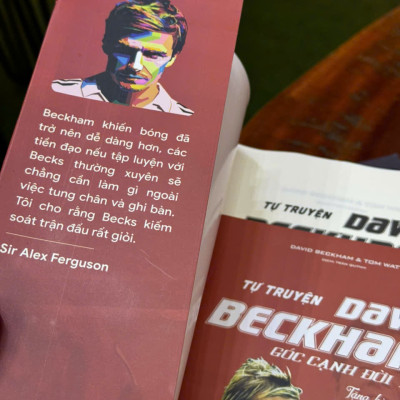 Beckham khiến bóng đá
trở nên dễ dàng hơn, các
tiền đạo nếu tập luyện với
Becks thường xuyên sẽ
chẳng cần làm gì ngoài
việc tung chân và ghi bàn.
Tôi cho rằng Becks kiểm
soát trận đấu rất giỏi.
Sir Alex Ferguson
TỰ TRUYỆN
DAVID BECKHAM & TOM WAT
TỰ TRUYỆN DAV
BECKHA
GÓC CẠNH ĐỜI